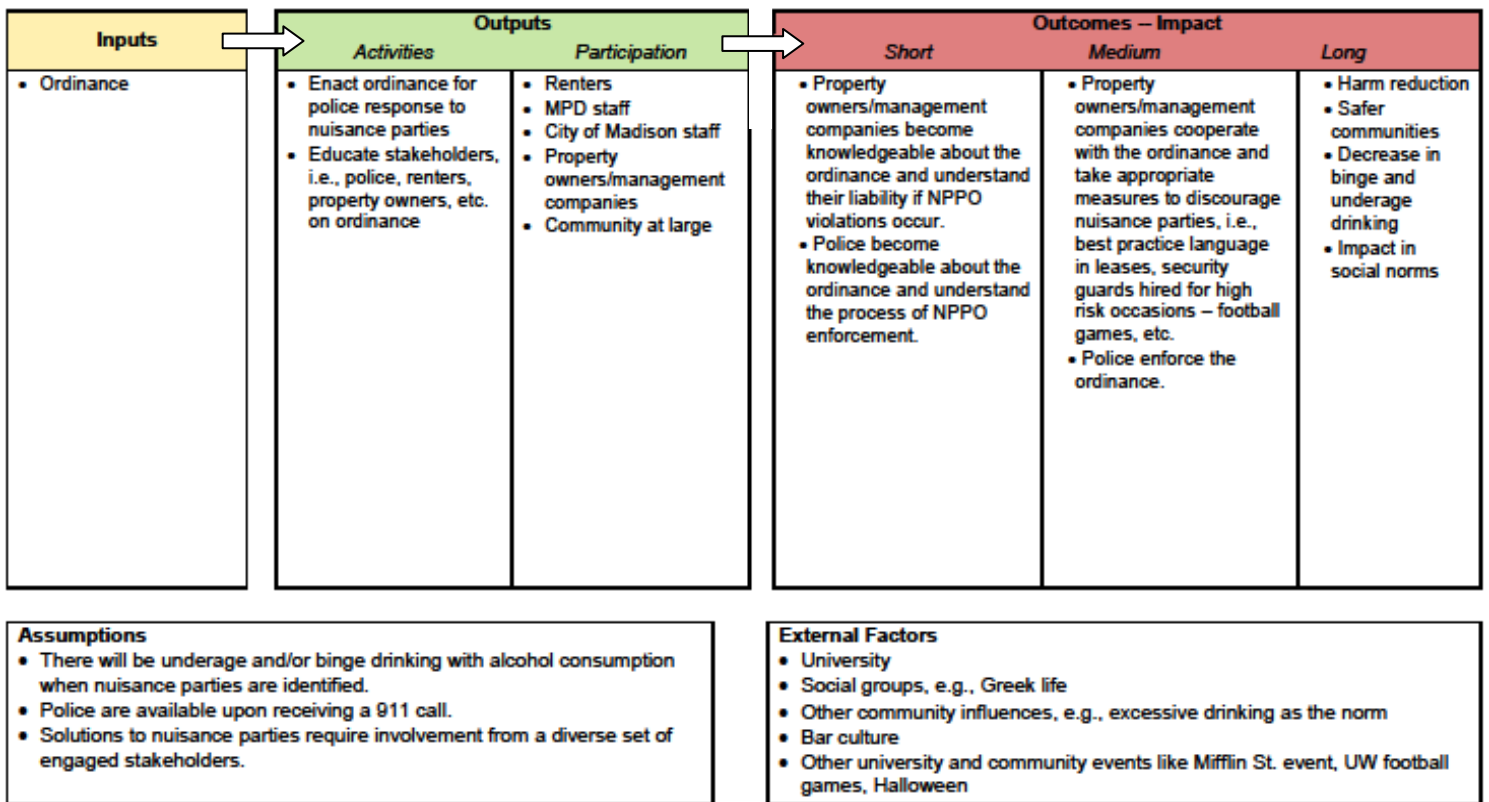 Inputs
• Ordinance
Outputs
Activities
• Enact ordinance for
police response to
nuisance parties
• Educate stakeholders,
i.e., police, renters,
property owners, etc.
on ordinance
Participation
• Renters
• MPD staff
• City of Madison staff
• Property
owners/management
companies
• Community at large
Outcomes – Impact
Short
• Property
owners/management
companies become
knowledgeable about the
ordinance and understand
their liability if NPPO
violations occur.
• Police become
knowledgeable about the
ordinance and understand
the process of NPPO
enforcement.
Medium
• Property
owners/management
companies cooperate
with the ordinance and
take appropriate
measures to discourage
nuisance parties, i.e.,
best practice language
in leases, security
guards hired for high
risk occasions – football
games, etc.
• Police enforce the
ordinance.
Long
• Harm reduction
• Safer
communities
• Decrease in
binge and
underage
drinking
• Impact in
social norms
Assumptions
• There will be underage and/or binge drinking with alcohol consumption
when nuisance parties are identified.
• Police are available upon receiving a 911 call.
• Solutions to nuisance parties require involvement from a diverse set of
engaged stakeholders.
External Factors
• University
• Social groups, e.g., Greek life
• Other community influences, e.g., excessive drinking as the norm
• Bar culture
• Other university and community events like Mifflin St. event, UW football
games, Halloween